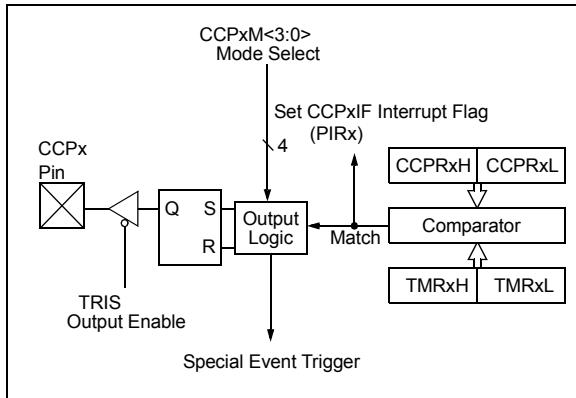 CCPxM<3:0>
Mode Select
Set CCPxIF Interrupt Flag
(PIRx)
4
CCPx
Pin
CCPRxH
CCPRxL
Q
S
R
Output
Logic
Match
Comparator
TMRxH
TMRxL
TRIS
Output Enable
Special Event Trigger